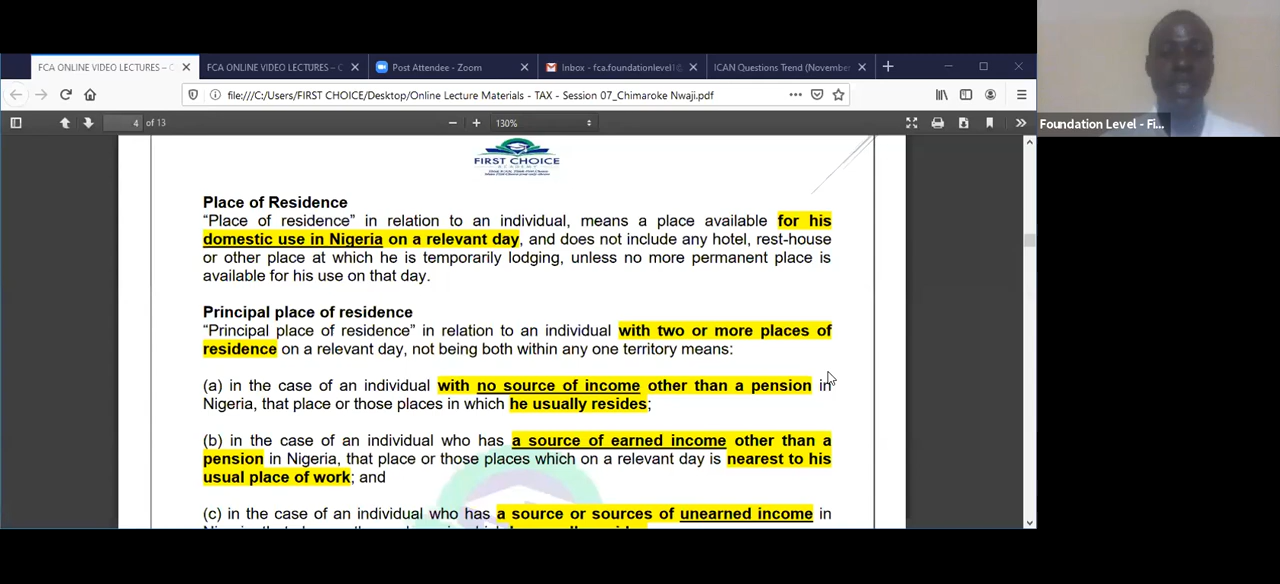 FCA ONLINE VIDEO LECTURES – C
FCA ONLINE VIDEO LECTURES – C
Post Attendee - Zoom
Inbox - fca.foundationlevel1@
ICAN Questions Trend (November
file:///C:/Users/FIRST CHOICE/Desktop/Online Lecture Materials - TAX - Session 07_Chimaroke Nwaji.pdf
4 of 13
130%
Foundation Level - Fi...
FIRST CHOICE
Place of Residence
“Place of residence” in relation to an individual, means a place available for his
domestic use in Nigeria on a relevant day, and does not include any hotel, rest-house
or other place at which he is temporarily lodging, unless no more permanent place is
available for his use on that day.
Principal place of residence
“Principal place of residence” in relation to an individual with two or more places of
residence on a relevant day, not being both within any one territory means:
(a) in the case of an individual with no source of income other than a pension in
Nigeria, that place or those places in which he usually resides;
(b) in the case of an individual who has a source of earned income other than a
pension in Nigeria, that place or those places which on a relevant day is nearest to his
usual place of work; and
(c) in the case of an individual who has a source or sources of unearned income in